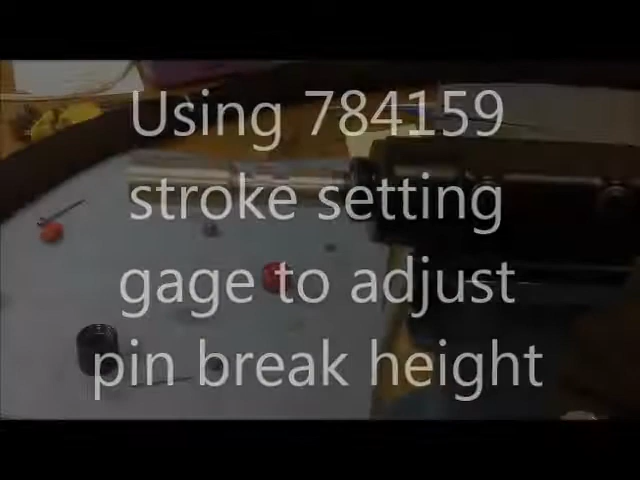 Using 784159
stroke setting
gage to adjust
pin break height